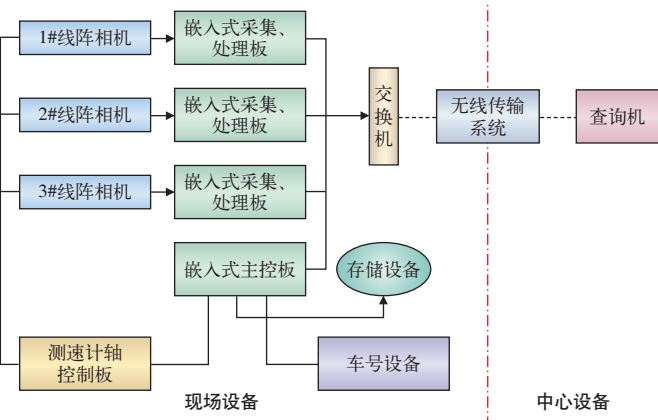 1#线阵相机
嵌入式采集、
处理板
2#线阵相机
嵌入式采集、
处理板
交
换
机
无线传输
系统
查询机
3#线阵相机
嵌入式采集、
处理板
嵌入式主控板
存储设备
测速计轴
控制板
车号设备
现场设备
中心设备